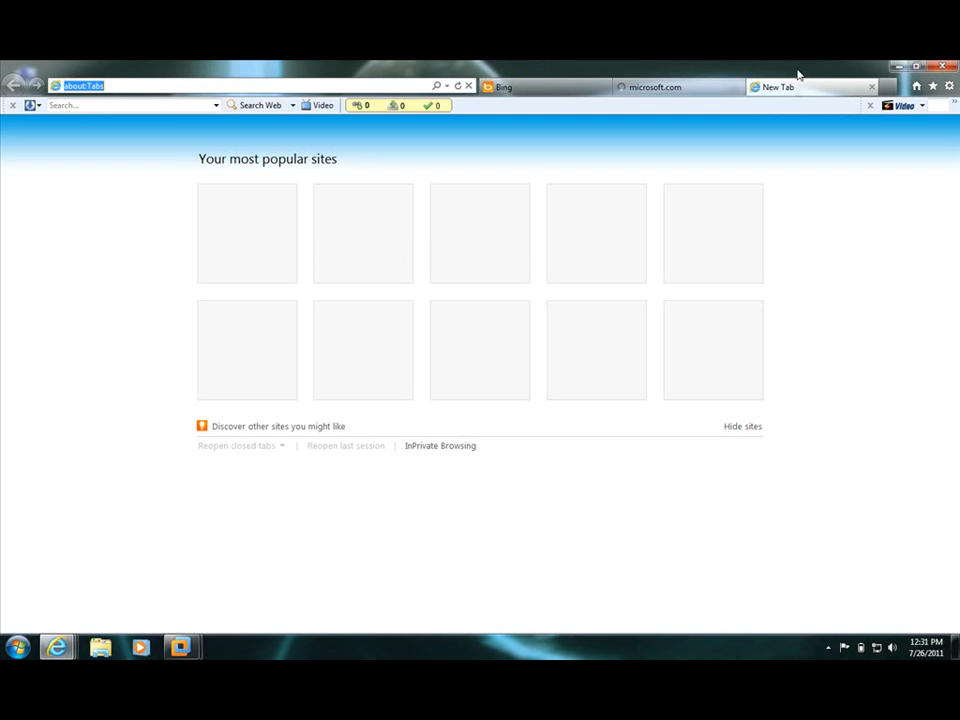 about:Tabs
Bing
microsoft.com
New Tab
Search...
Search Web
Video
0
0
0
Video
Your most popular sites
Discover other sites you might like
Hide sites
Reopen closed tabs
Reopen last session
InPrivate Browsing
12:31 PM
7/26/2011